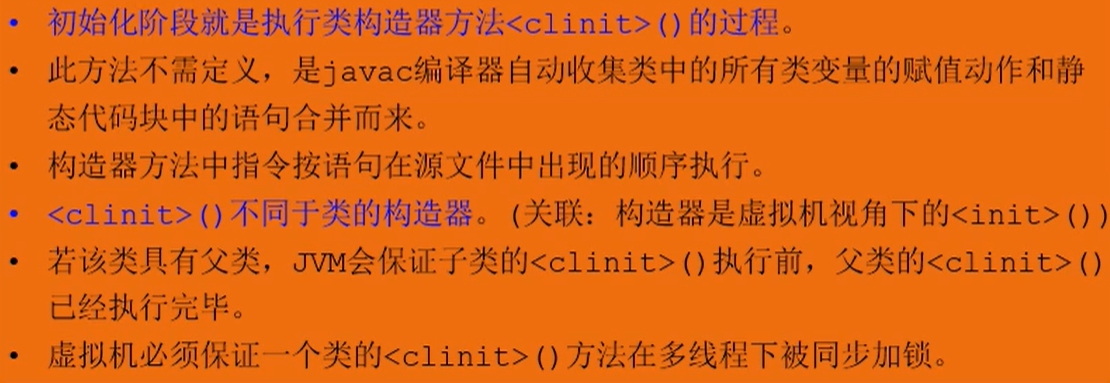 • 初始化阶段就是执行类构造器方法<clinit>()的过程。
• 此方法不需定义，是javac编译器自动收集类中的所有类变量的赋值动作和静
态代码块中的语句合并而来。
• 构造器方法中指令按语句在源文件中出现的顺序执行。
• <clinit>()不同于类的构造器。(关联：构造器是虚拟机视角下的<init>())
• 若该类具有父类，JVM会保证子类的<clinit>()执行前，父类的<clinit>()
已经执行完毕。
• 虚拟机必须保证一个类的<clinit>()方法在多线程下被同步加锁。